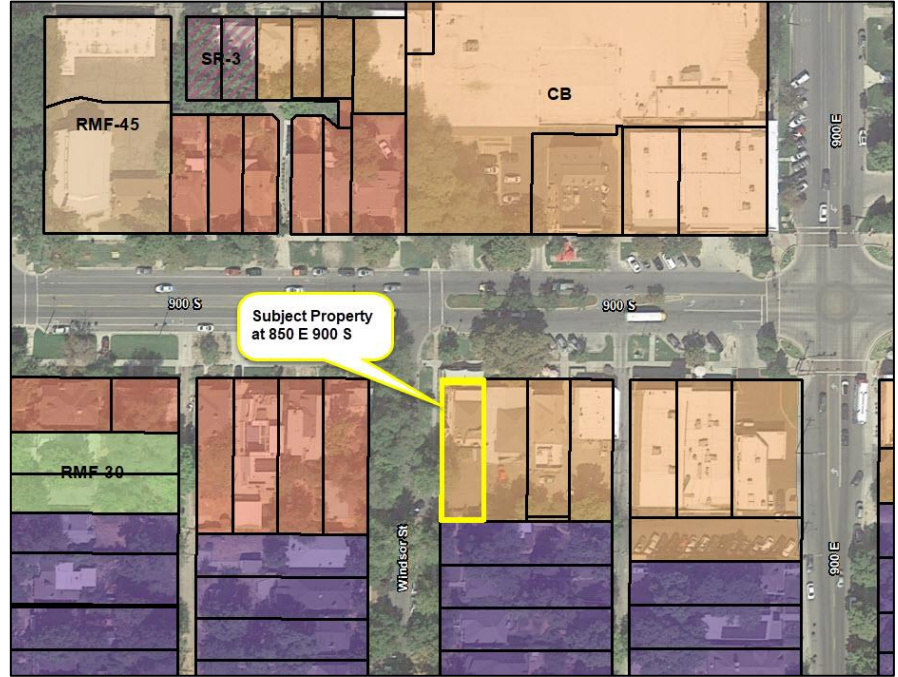 SR-3
CB
RMF-45
900 E
900 S
900 S
Subject Property
at 850 E 900 S
RMF-30
Windsor St
900 E